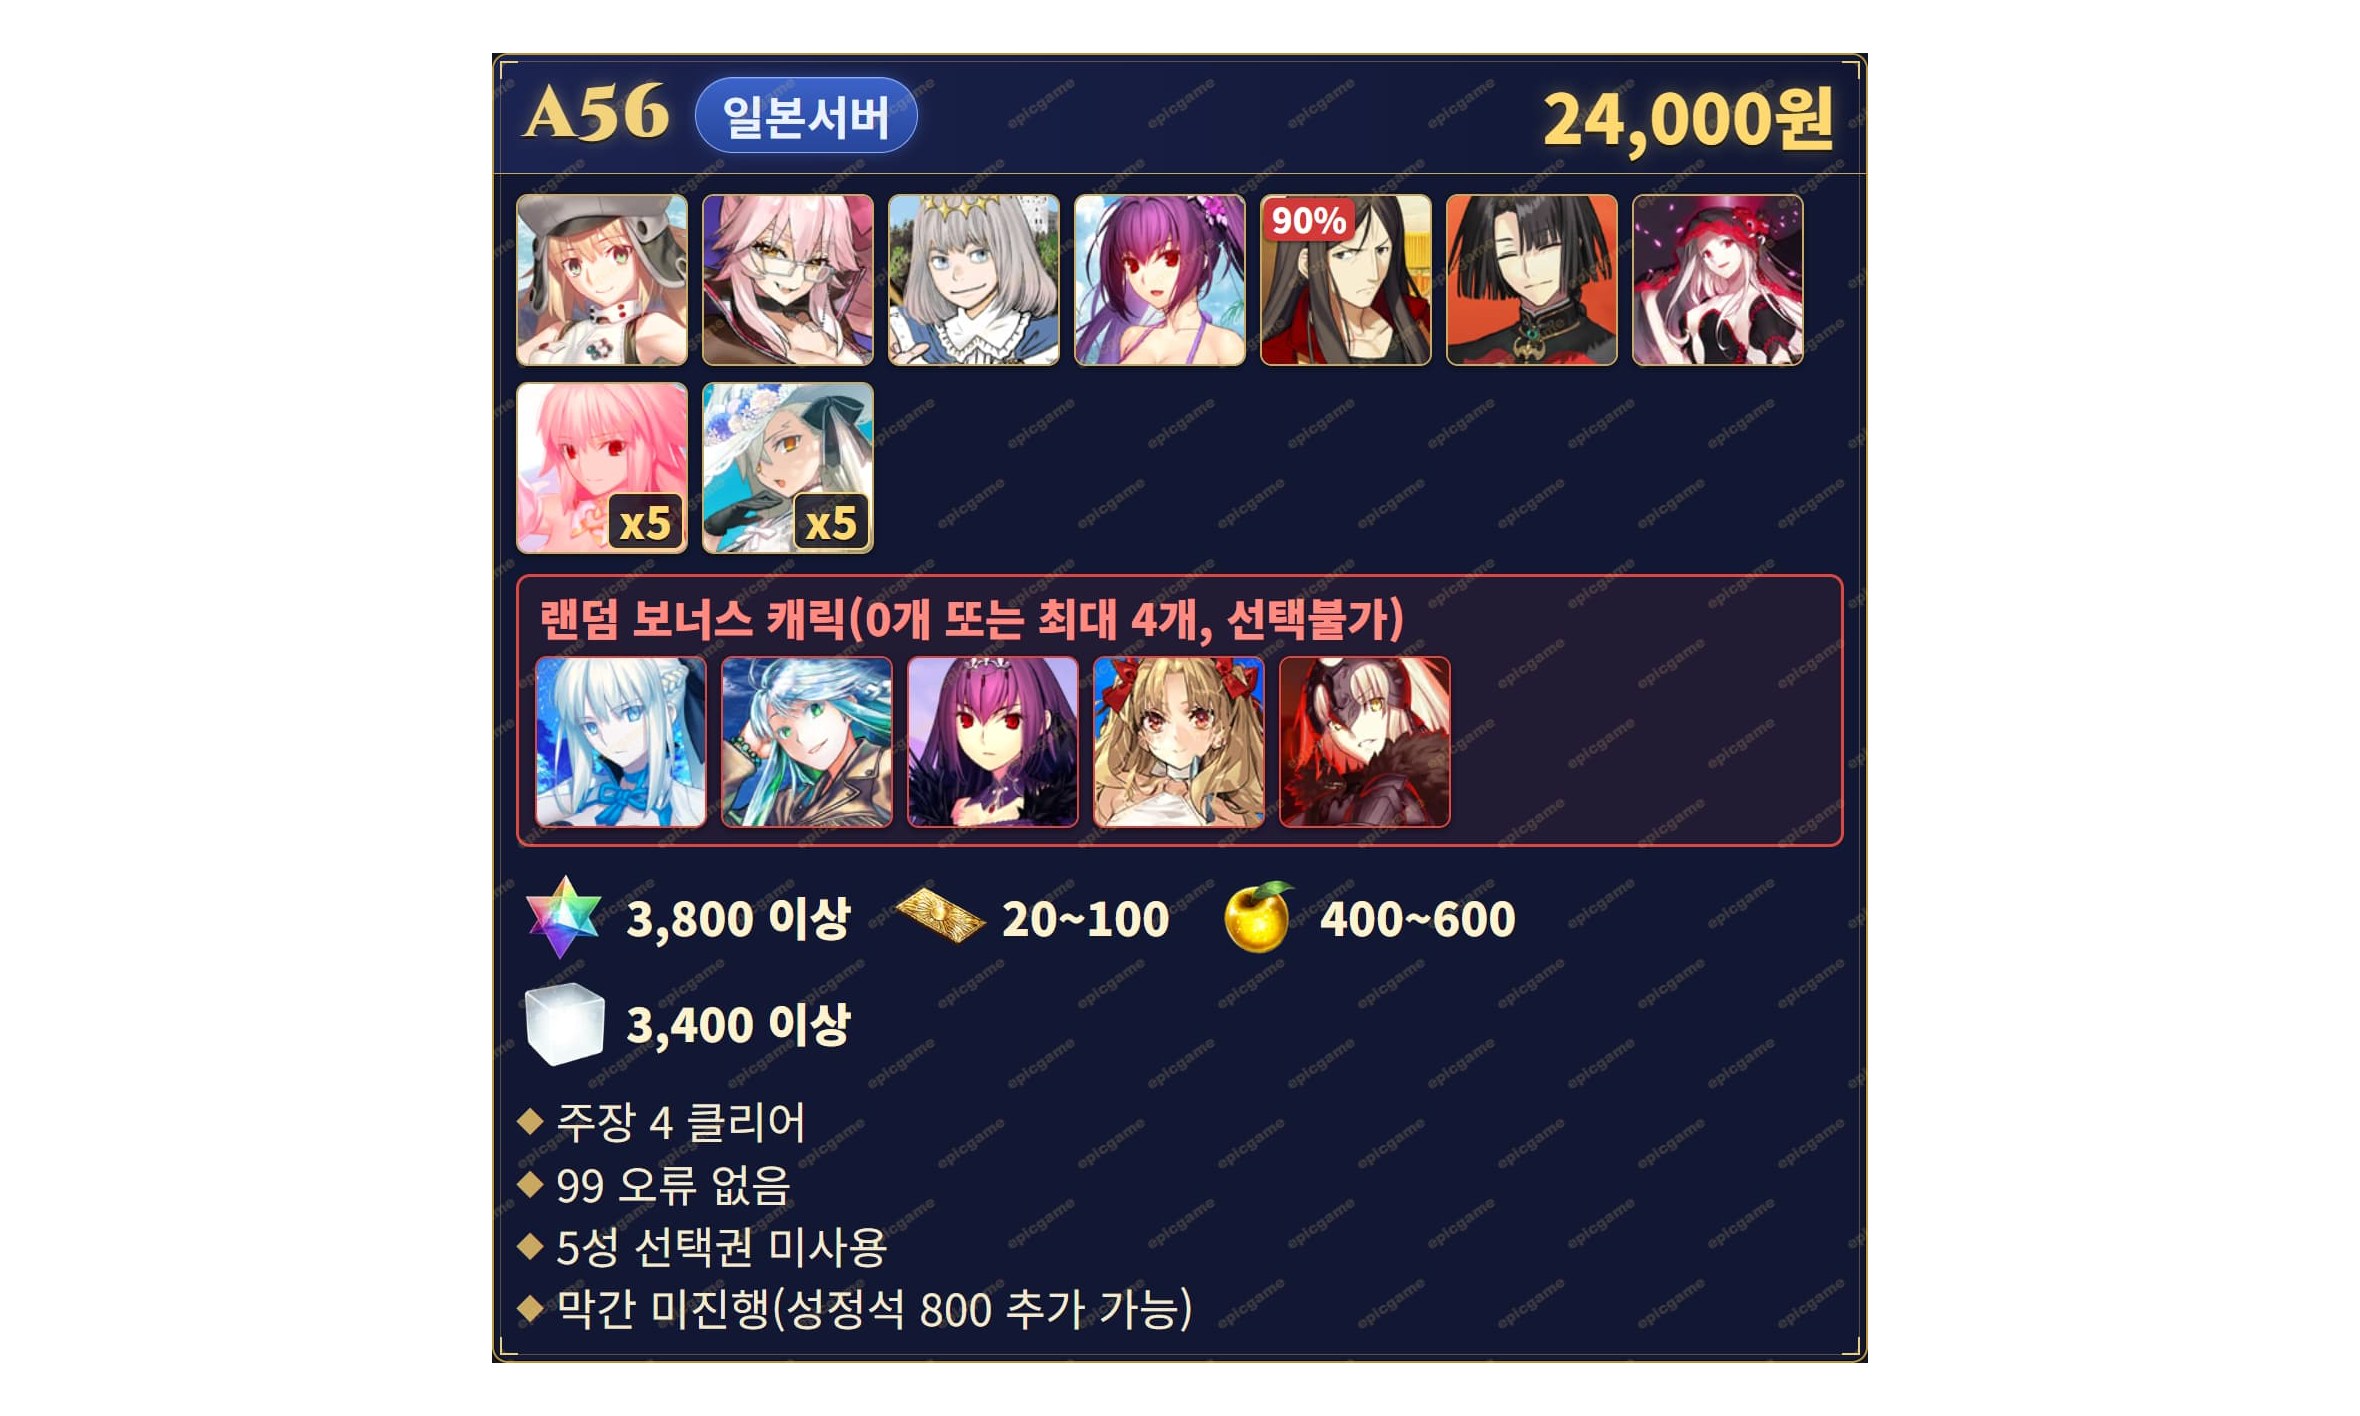 A56 일본서버 24,000원
90%
x5 x5
랜덤 보너스 캐릭(0개 또는 최대 4개, 선택불가)
3,800 이상 20~100 400~600
3,400 이상
◆ 주장 4 클리어
◆ 99 오류 없음
◆ 5성 선택권 미사용
◆ 막간 미진행(성정석 800 추가 가능)
epicgame